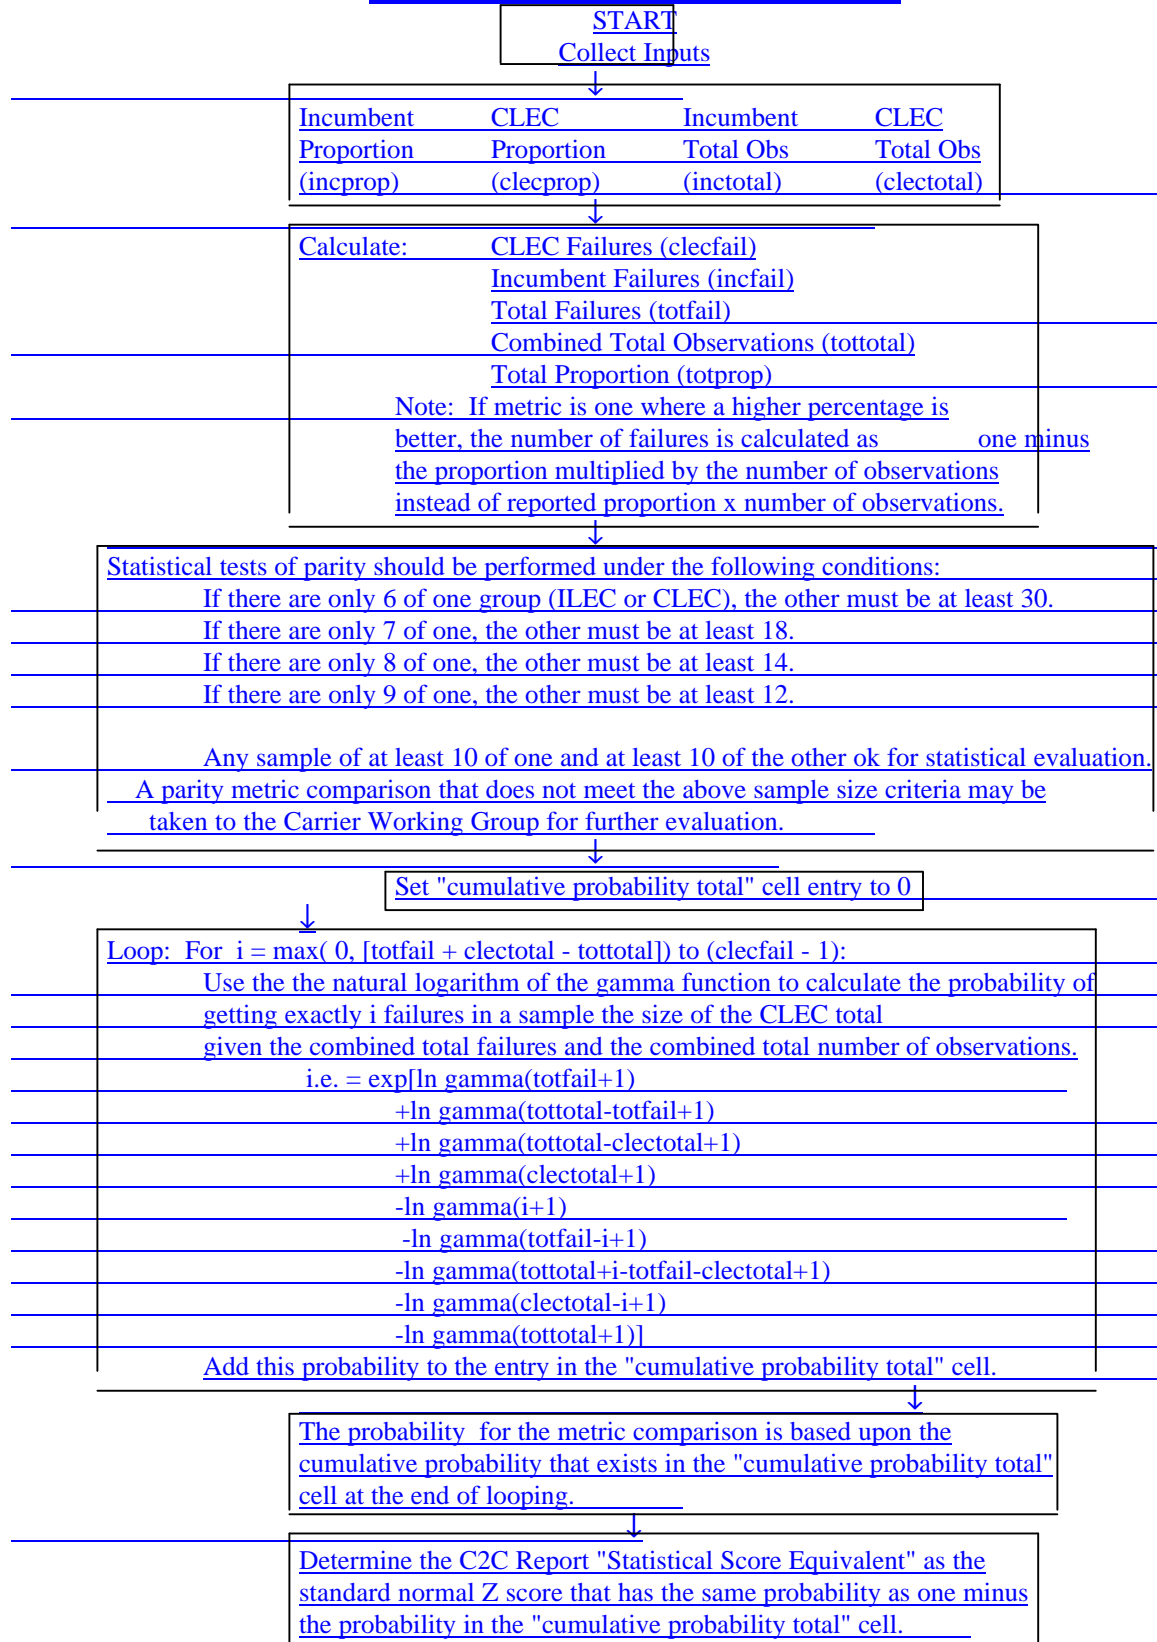 START
Collect Inputs
Incumbent CLEC Incumbent CLEC
Proportion Proportion Total Obs Total Obs
(incprop) (clecprop) (inctotal) (clectotal)
Calculate: CLEC Failures (clecfail)
Incumbent Failures (incfail)
Total Failures (totfail)
Combined Total Observations (tottotal)
Total Proportion (totprop)
Note: If metric is one where a higher percentage is
better, the number of failures is calculated as one minus
the proportion multiplied by the number of observations
instead of reported proportion x number of observations.
Statistical tests of parity should be performed under the following conditions:
If there are only 6 of one group (ILEC or CLEC), the other must be at least 30.
If there are only 7 of one, the other must be at least 18.
If there are only 8 of one, the other must be at least 14.
If there are only 9 of one, the other must be at least 12.
Any sample of at least 10 of one and at least 10 of the other ok for statistical evaluation.
A parity metric comparison that does not meet the above sample size criteria may be
taken to the Carrier Working Group for further evaluation.
Set "cumulative probability total" cell entry to 0
Loop: For i = max( 0, [totfail + clectotal - tottotal]) to (clecfail - 1):
Use the the natural logarithm of the gamma function to calculate the probability of
getting exactly i failures in a sample the size of the CLEC total
given the combined total failures and the combined total number of observations.
i.e. = exp[ln gamma(totfail+1)
+ln gamma(tottotal-totfail+1)
+ln gamma(tottotal-clectotal+1)
+ln gamma(clectotal+1)
-ln gamma(i+1)
-ln gamma(totfail-i+1)
-ln gamma(tottotal+i-totfail-clectotal+1)
-ln gamma(clectotal-i+1)
-ln gamma(tottotal+1)]
Add this probability to the entry in the "cumulative probability total" cell.
The probability for the metric comparison is based upon the
cumulative probability that exists in the "cumulative probability total"
cell at the end of looping.
Determine the C2C Report "Statistical Score Equivalent" as the
standard normal Z score that has the same probability as one minus
the probability in the "cumulative probability total" cell.